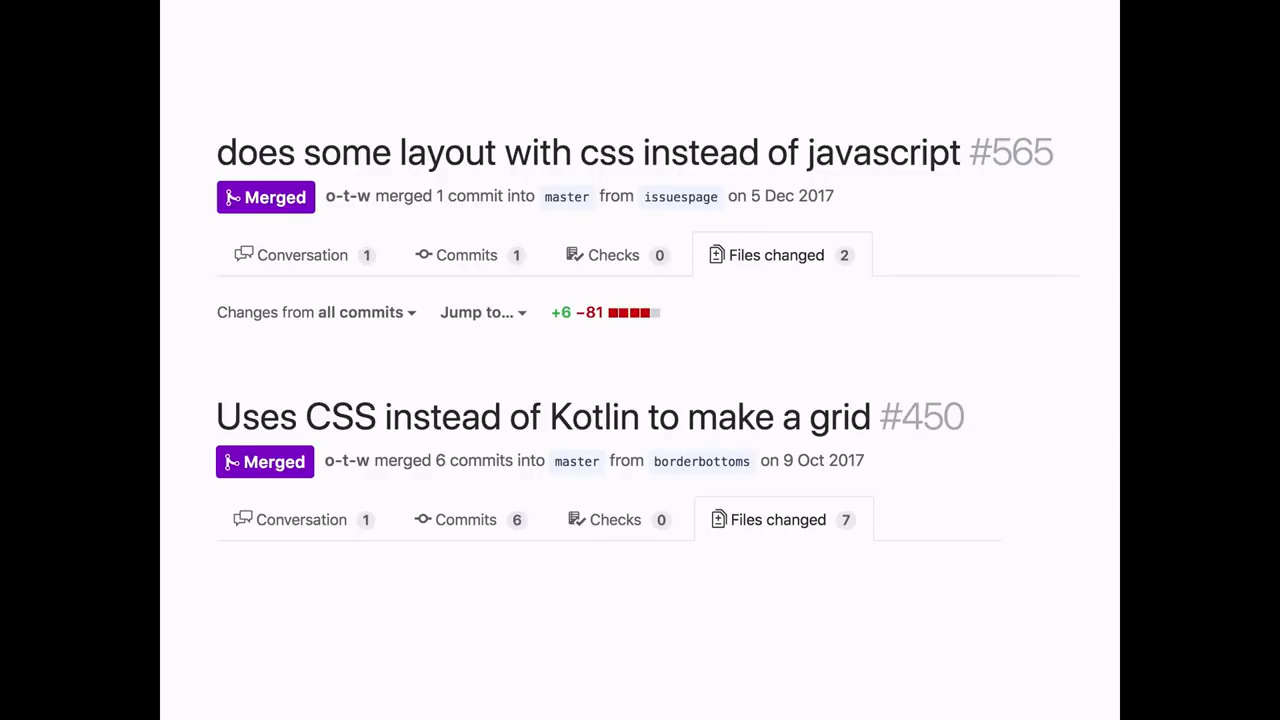 does some layout with css instead of javascript #565
Merged o-t-w merged 1 commit into master from issuespage on 5 Dec 2017
Conversation 1 Commits 1 Checks 0 Files changed 2
Changes from all commits Jump to... +6 −81
Uses CSS instead of Kotlin to make a grid #450
Merged o-t-w merged 6 commits into master from borderbottoms on 9 Oct 2017
Conversation 1 Commits 6 Checks 0 Files changed 7